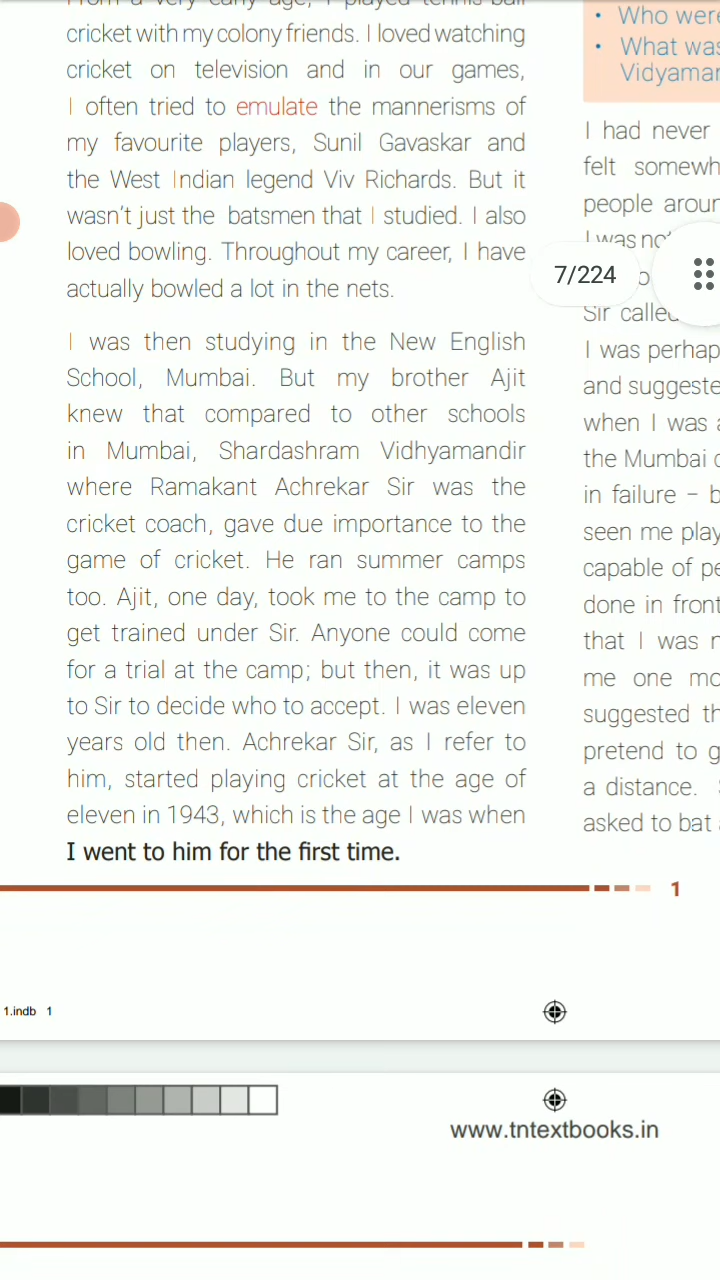 cricket with my colony friends. I loved watching
cricket on television and in our games,
I often tried to emulate the mannerisms of
my favourite players, Sunil Gavaskar and
the West Indian legend Viv Richards. But it
wasn't just the batsmen that I studied. I also
loved bowling. Throughout my career, I have
actually bowled a lot in the nets.
I was then studying in the New English
School, Mumbai. But my brother Ajit
knew that compared to other schools
in Mumbai, Shardashram Vidhyamandir
where Ramakant Achrekar Sir was the
cricket coach, gave due importance to the
game of cricket. He ran summer camps
too. Ajit, one day, took me to the camp to
get trained under Sir. Anyone could come
for a trial at the camp; but then, it was up
to Sir to decide who to accept. I was eleven
years old then. Achrekar Sir, as I refer to
him, started playing cricket at the age of
eleven in 1943, which is the age I was when
I went to him for the first time.
• Who were
• What was
I had never
felt
people
I was
7/224
Sir
I was
and
when I was
the Mumbai
in failure –
seen me play
capable of
done in front
that I was
me one
suggested
pretend to
a distance.
asked to bat
1
1.indb 1
www.tntextbooks.in